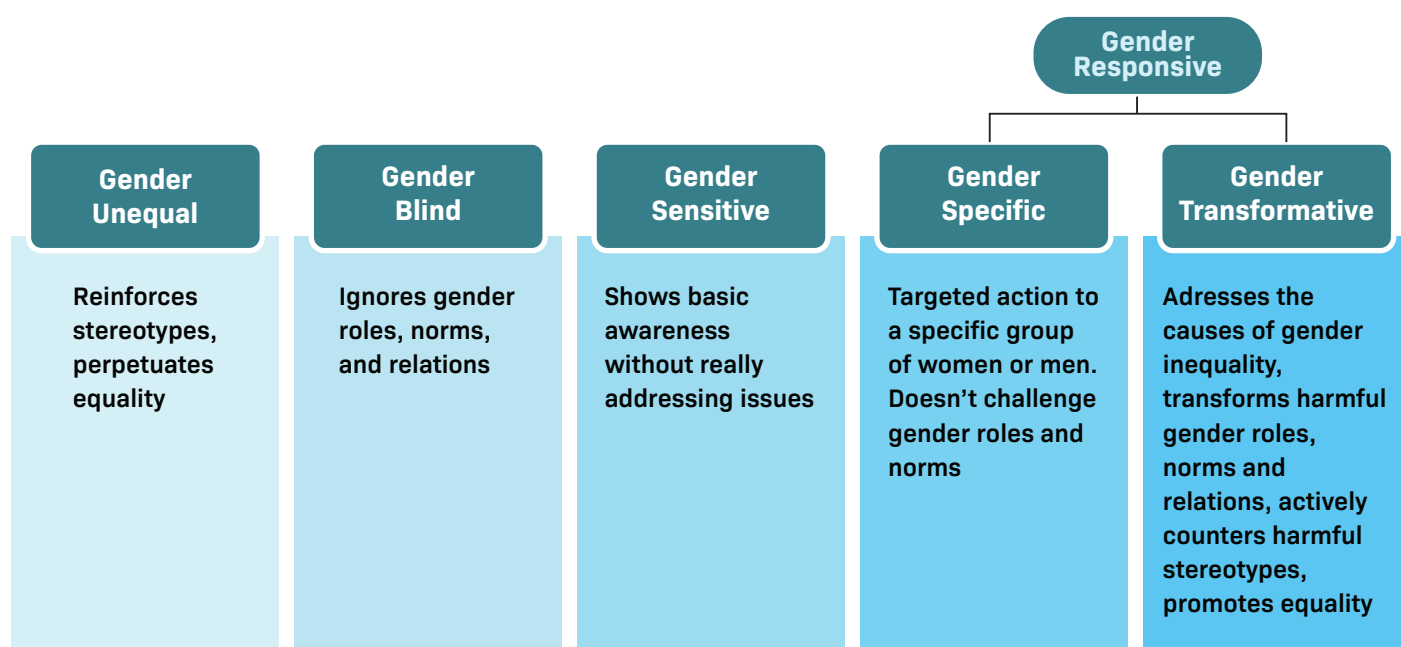 Gender
Responsive
Gender
Unequal
Reinforces
stereotypes,
perpetuates
equality
Gender
Blind
Ignores gender
roles, norms,
and relations
Gender
Sensitive
Shows basic
awareness
without really
addressing issues
Gender
Specific
Targeted action to
a specific group
of women or men.
Doesn’t challenge
gender roles and
norms
Gender
Transformative
Adresses the
causes of gender
inequality,
transforms harmful
gender roles,
norms and
relations, actively
counters harmful
stereotypes,
promotes equality